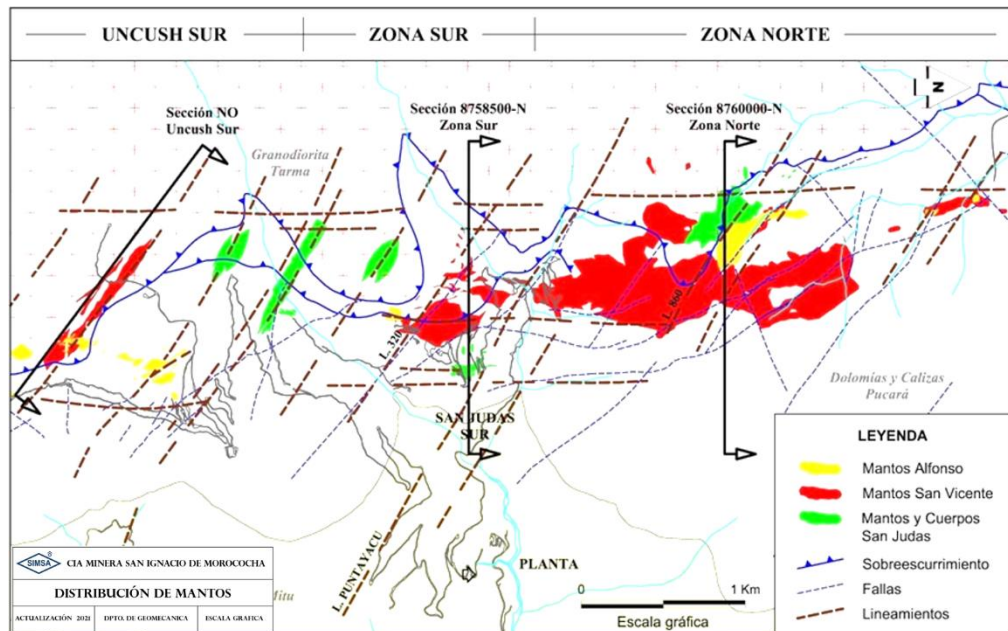 UNCUSH SUR
ZONA SUR
ZONA NORTE
N
Sección NO
Uncush Sur
Sección 8758500-N
Zona Sur
Sección 8760000-N
Zona Norte
Granodiorita
Tarma
L. 320
L. 860
Dolomías y Calizas
Pucará
SAN JUDAS
SUR
L. PUNTAYACU
PLANTA
Mitu
0
1 Km
Escala gráfica
LEYENDA
Mantos Alfonso
Mantos San Vicente
Mantos y Cuerpos
San Judas
Sobreescurrimiento
Fallas
Lineamientos
SIMSA ®
CIA MINERA SAN IGNACIO DE MOROCOCHA
DISTRIBUCIÓN DE MANTOS
ACTUALIZACIÓN 2021
DPTO. DE GEOMECANICA
ESCALA GRAFICA